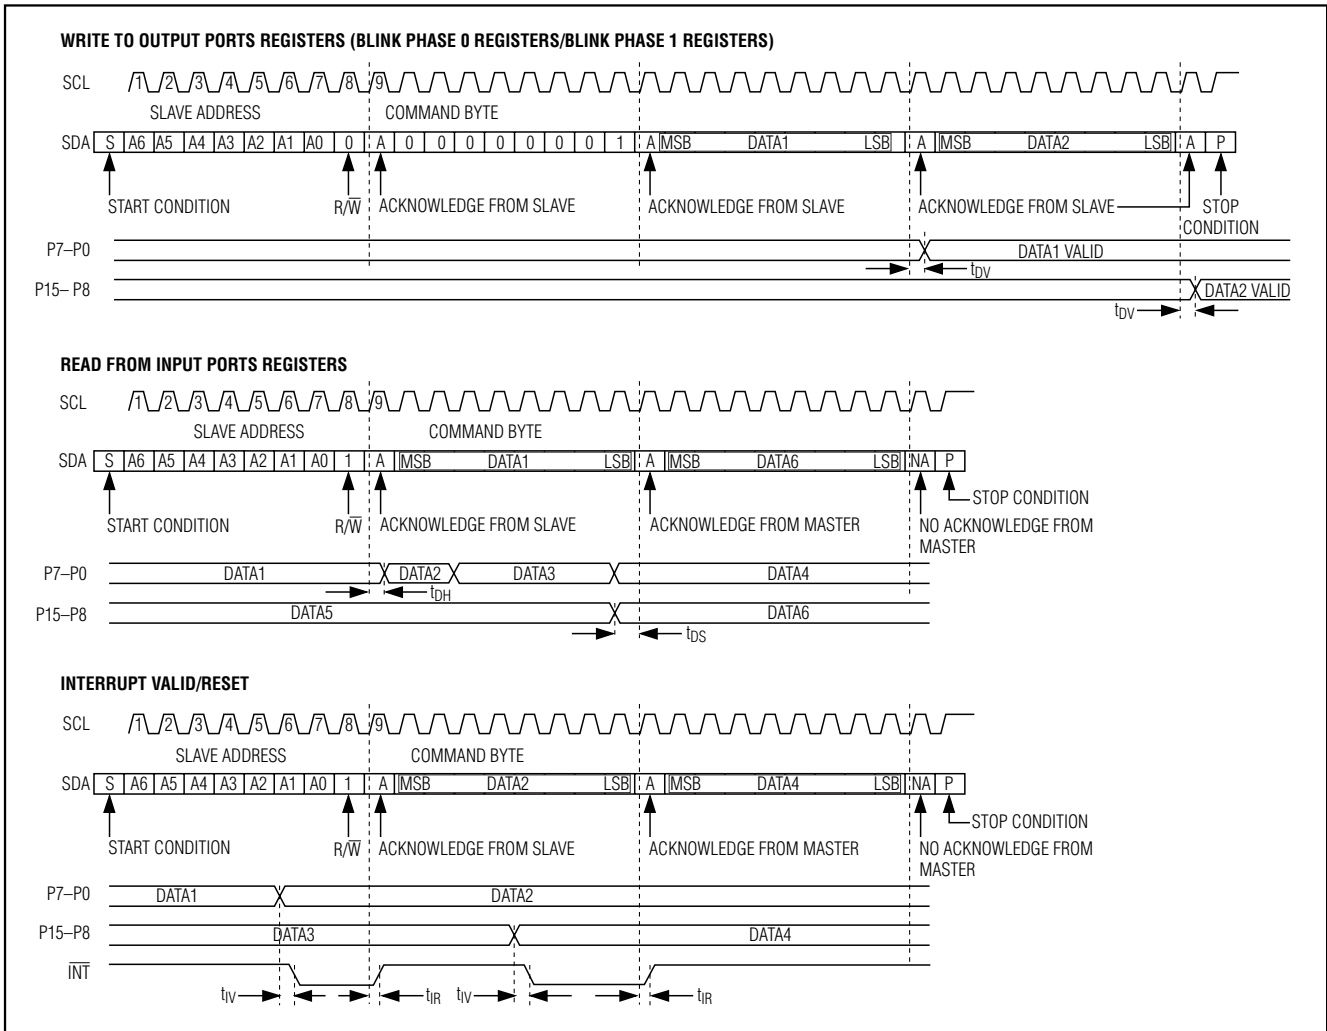 WRITE TO OUTPUT PORTS REGISTERS (BLINK PHASE 0 REGISTERS/BLINK PHASE 1 REGISTERS)
SCL 1 2 3 4 5 6 7 8 9
SLAVE ADDRESS COMMAND BYTE
SDA S A6 A5 A4 A3 A2 A1 A0 0 A 0 0 0 0 0 0 0 1 A MSB DATA1 LSB A MSB DATA2 LSB A P
START CONDITION R/W̅ ACKNOWLEDGE FROM SLAVE ACKNOWLEDGE FROM SLAVE ACKNOWLEDGE FROM SLAVE STOP
CONDITION
P7–P0 DATA1 VALID
tDV
P15– P8 DATA2 VALID
tDV
READ FROM INPUT PORTS REGISTERS
SCL 1 2 3 4 5 6 7 8 9
SLAVE ADDRESS COMMAND BYTE
SDA S A6 A5 A4 A3 A2 A1 A0 1 A MSB DATA1 LSB A MSB DATA6 LSB NA P
STOP CONDITION
START CONDITION R/W̅ ACKNOWLEDGE FROM SLAVE ACKNOWLEDGE FROM MASTER NO ACKNOWLEDGE FROM
MASTER
P7–P0 DATA1 DATA2 DATA3 DATA4
tDH
P15–P8 DATA5 DATA6
tDS
INTERRUPT VALID/RESET
SCL 1 2 3 4 5 6 7 8 9
SLAVE ADDRESS COMMAND BYTE
SDA S A6 A5 A4 A3 A2 A1 A0 1 A MSB DATA2 LSB A MSB DATA4 LSB NA P
STOP CONDITION
START CONDITION R/W̅ ACKNOWLEDGE FROM SLAVE ACKNOWLEDGE FROM MASTER NO ACKNOWLEDGE FROM
MASTER
P7–P0 DATA1 DATA2
P15–P8 DATA3 DATA4
I̅N̅T̅
tIV tIR tIV tIR